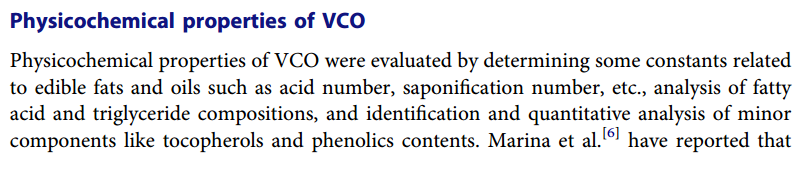 Physicochemical properties of VCO
Physicochemical properties of VCO were evaluated by determining some constants related
to edible fats and oils such as acid number, saponification number, etc., analysis of fatty
acid and triglyceride compositions, and identification and quantitative analysis of minor
components like tocopherols and phenolics contents. Marina et al.[6] have reported that